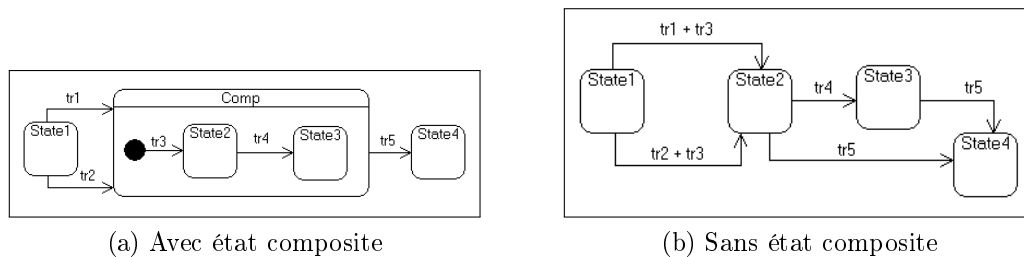 tr1
Comp
State1
tr3
State2
tr4
State3
tr5
State4
tr2
(a) Avec état composite
tr1 + tr3
State1
State2
tr4
State3
tr5
State4
tr2 + tr3
tr5
(b) Sans état composite